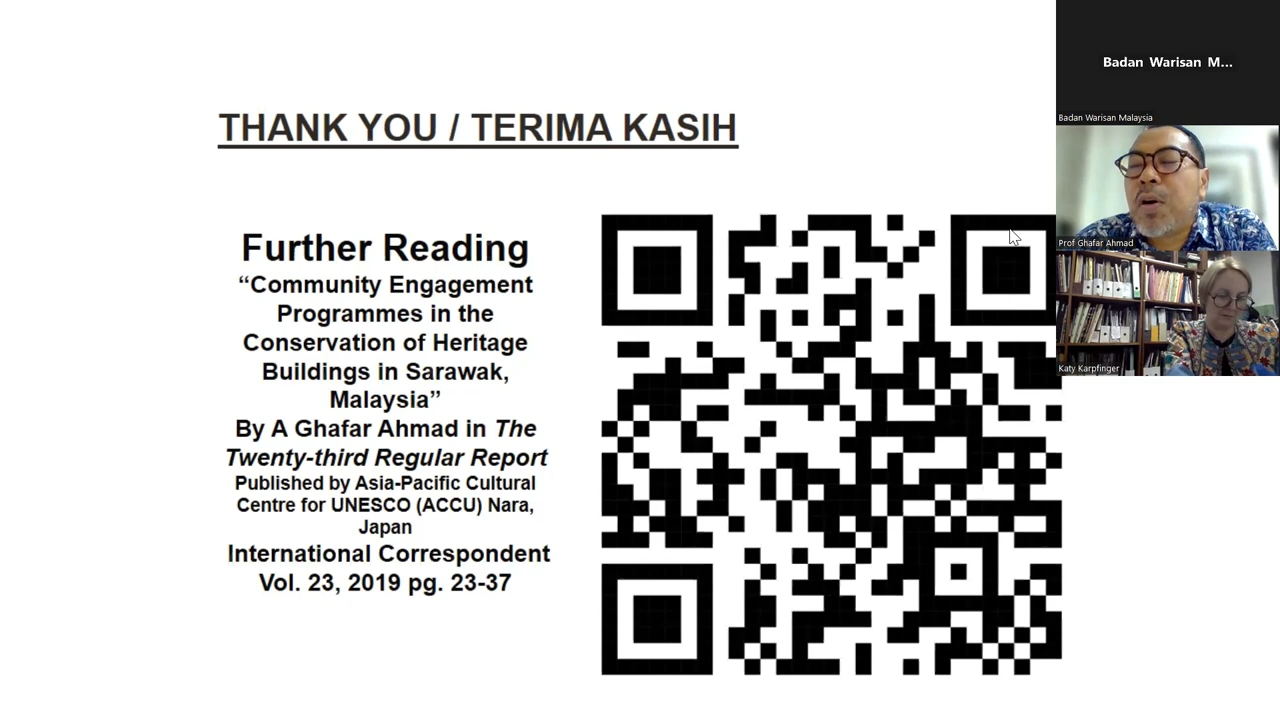 THANK YOU / TERIMA KASIH
Further Reading
“Community Engagement
Programmes in the
Conservation of Heritage
Buildings in Sarawak,
Malaysia”
By A Ghafar Ahmad in The
Twenty-third Regular Report
Published by Asia-Pacific Cultural
Centre for UNESCO (ACCU) Nara,
Japan
International Correspondent
Vol. 23, 2019 pg. 23-37
Badan Warisan M...
Badan Warisan Malaysia
Prof Ghafar Ahmad
Katy Karpfinger